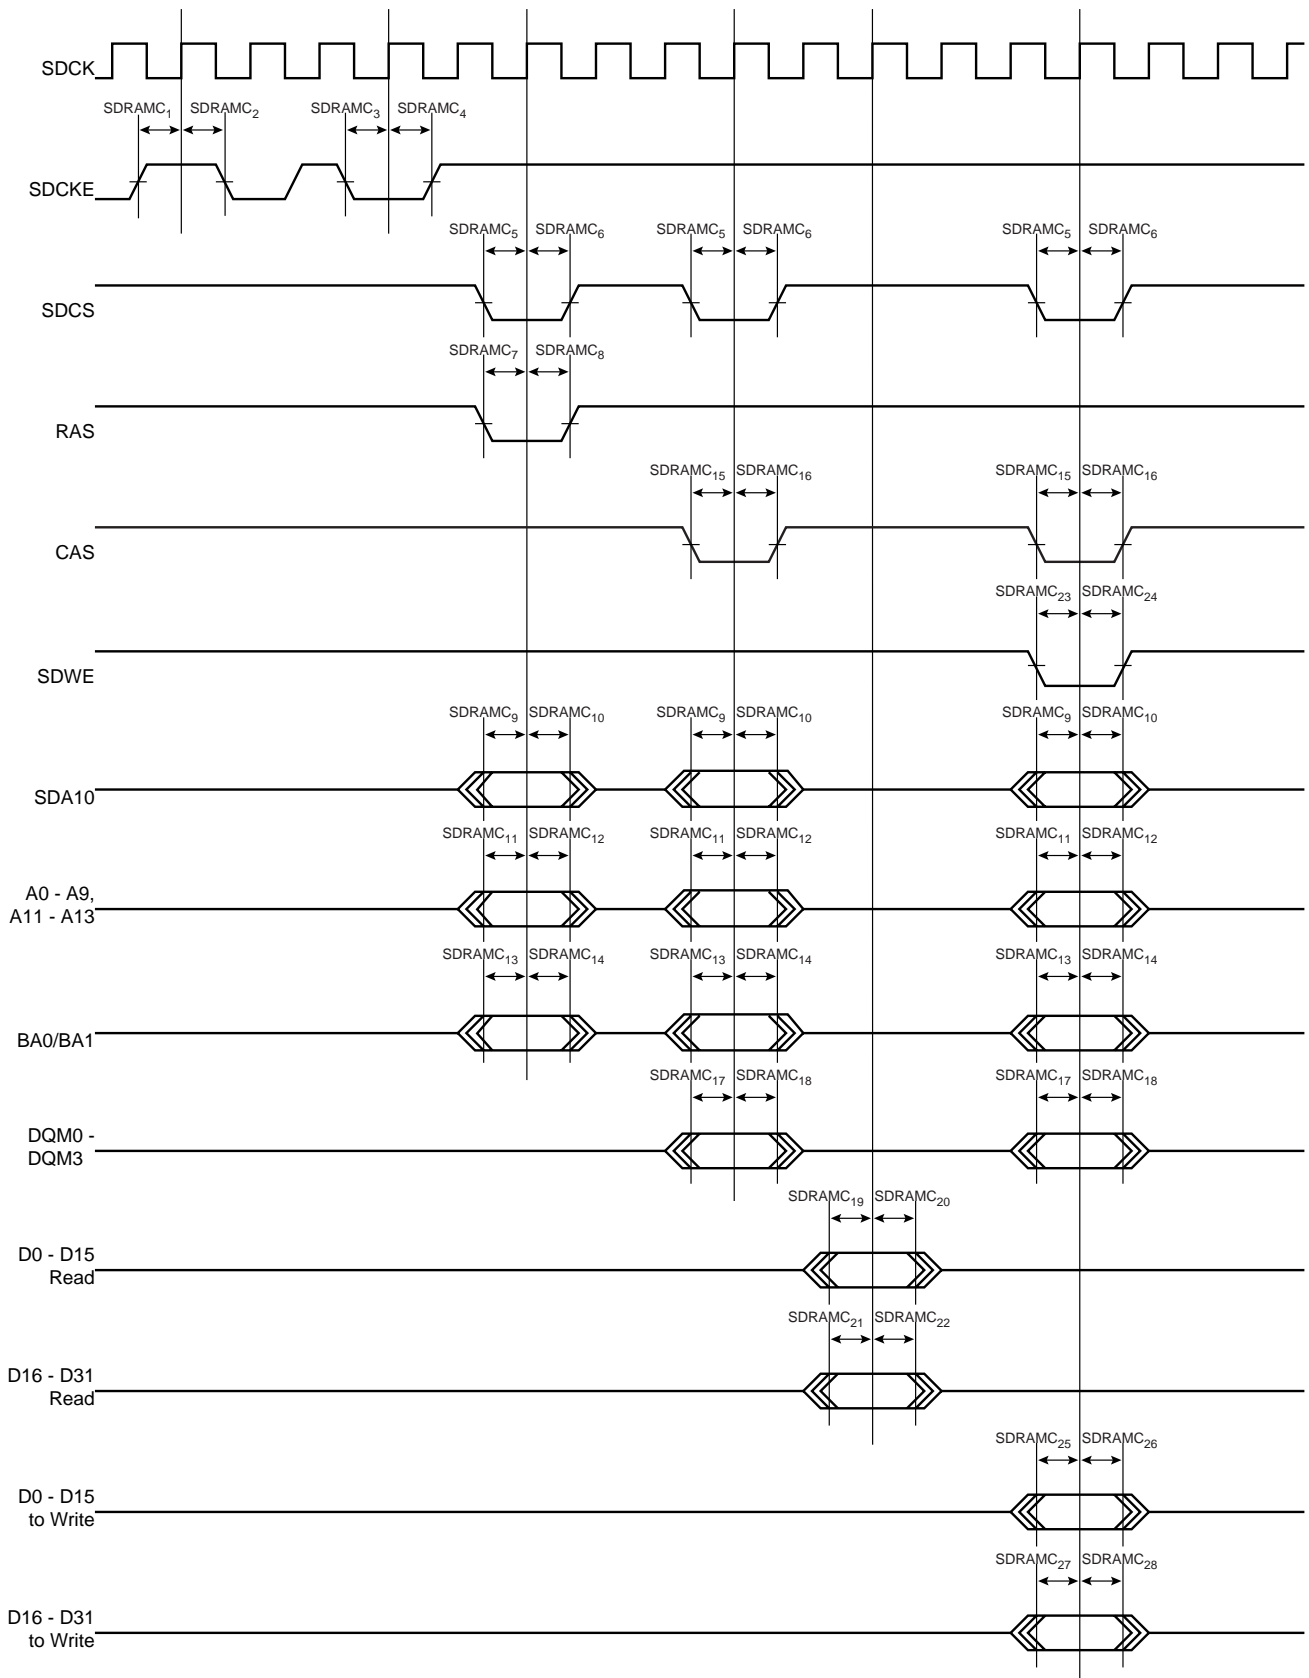 SDCK
SDRAMC1 SDRAMC2 SDRAMC3 SDRAMC4
SDCKE
SDRAMC5 SDRAMC6 SDRAMC5 SDRAMC6 SDRAMC5 SDRAMC6
SDCS
SDRAMC7 SDRAMC8
RAS
SDRAMC15 SDRAMC16 SDRAMC15 SDRAMC16
CAS
SDRAMC23 SDRAMC24
SDWE
SDRAMC9 SDRAMC10 SDRAMC9 SDRAMC10 SDRAMC9 SDRAMC10
SDA10
SDRAMC11 SDRAMC12 SDRAMC11 SDRAMC12 SDRAMC11 SDRAMC12
A0 - A9,
A11 - A13
SDRAMC13 SDRAMC14 SDRAMC13 SDRAMC14 SDRAMC13 SDRAMC14
BA0/BA1
SDRAMC17 SDRAMC18 SDRAMC17 SDRAMC18
DQM0 -
DQM3
SDRAMC19 SDRAMC20
D0 - D15
Read
SDRAMC21 SDRAMC22
D16 - D31
Read
SDRAMC25 SDRAMC26
D0 - D15
to Write
SDRAMC27 SDRAMC28
D16 - D31
to Write